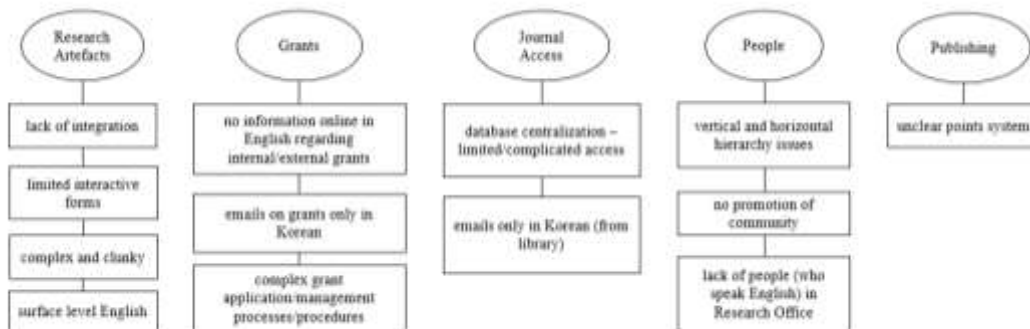 Research
Artefacts
lack of integration
limited interactive
forms
complex and clunky
surface level English
Grants
no information online in
English regarding
internal/external grants
emails on grants only in
Korean
complex grant
application/management
processes/procedures
Journal
Access
database centralization –
limited/complicated access
emails only in Korean (from
library)
People
vertical and horizontal
hierarchy issues
no promotion of
community
lack of people (who
speak English) in
Research Office
Publishing
unclear points system